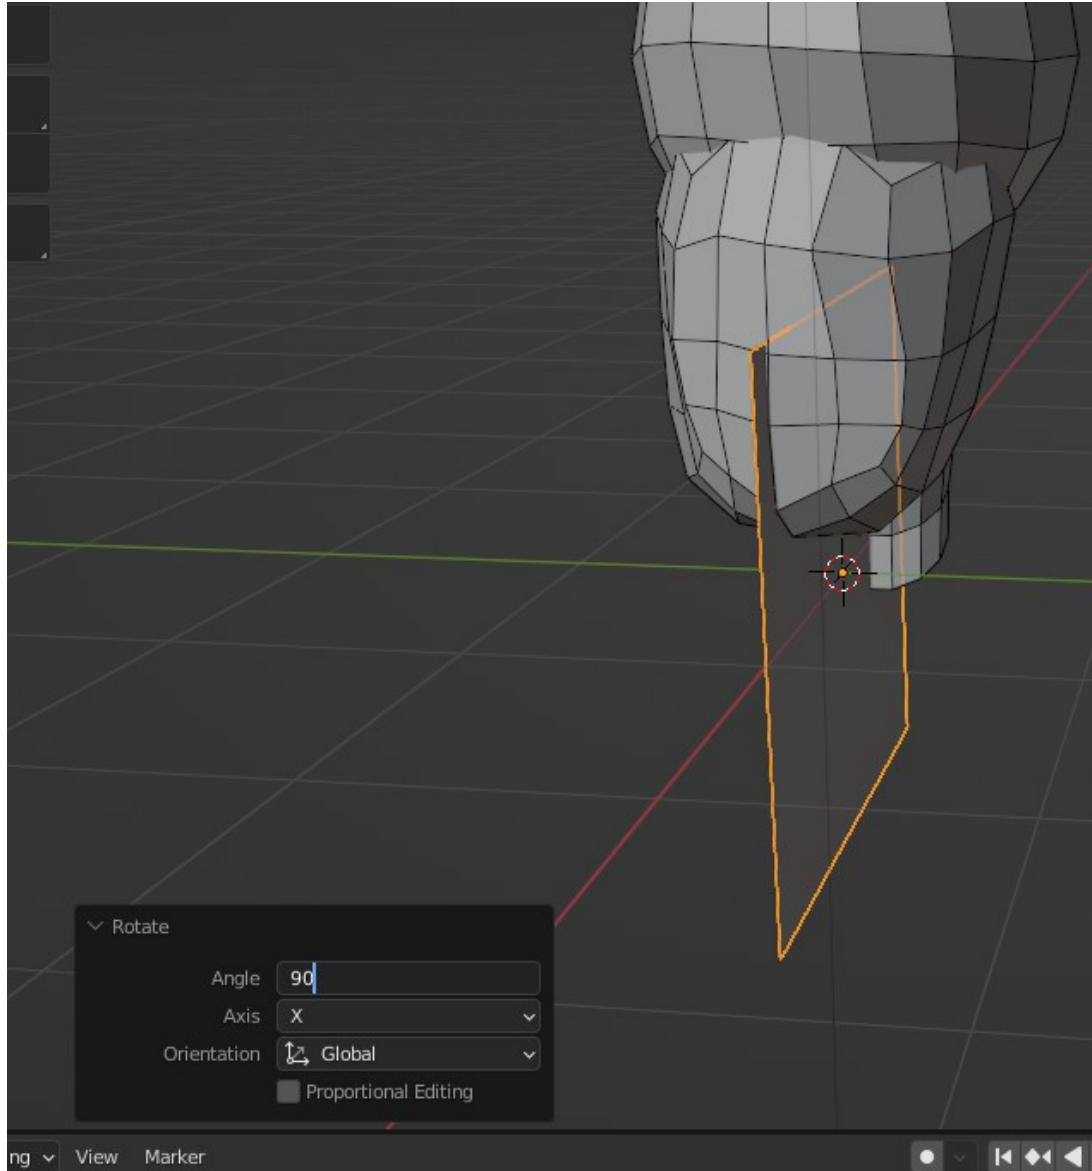 Rotate
Angle 90
Axis X
Orientation Global
Proportional Editing
ng View Marker